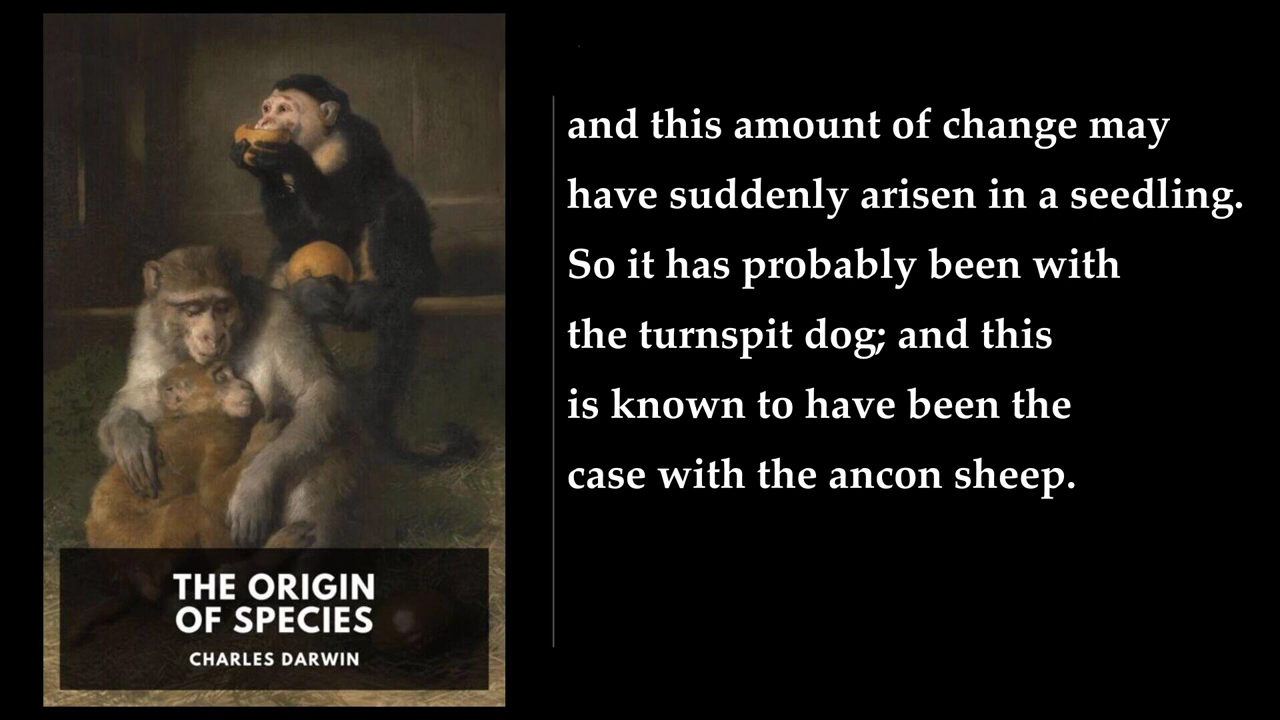 and this amount of change may
have suddenly arisen in a seedling.
So it has probably been with
the turnspit dog; and this
is known to have been the
case with the ancon sheep.
THE ORIGIN
OF SPECIES
CHARLES DARWIN